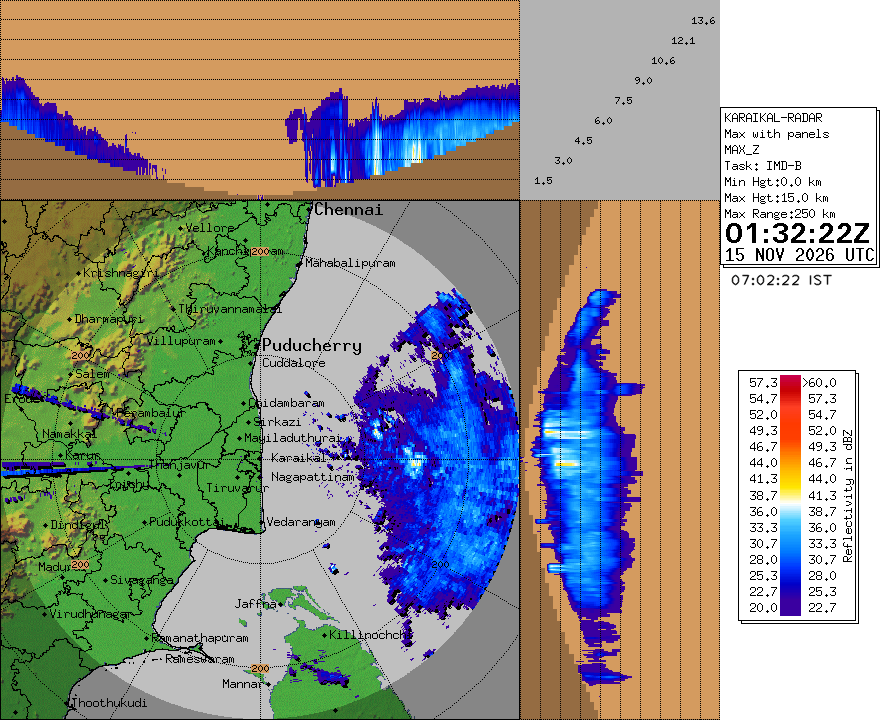 13.6
12.1
10.6
9.0
7.5
6.0
4.5
3.0
1.5
KARAIKAL-RADAR
Max with panels
MAX_Z
Task: IMD-B
Min Hgt:0.0 km
Max Hgt:15.0 km
Max Range:250 km
01:32:22Z
15 NOV 2026 UTC
07:02:22 IST
Chennai
Vellore
200
Mahabalipuram
Krishnagiri
Thiruvannamalai
Dharmapuri
Villupuram
Puducherry
200
200
Cuddalore
Salem
Chidambaram
Perambalur
Sirkazi
Namakkal
Mayiladuthurai
Karur
Karaikal
Thanjavur
Nagapattinam
Tiruvarur
Dindigul
Pudukkottai
Vedaranyam
200
200
Sivaganga
Jaffna
Virudhunagar
Ramanathapuram
Killinochchi
Rameswaram
200
Mannar
Thoothukudi
57.3 >60.0
54.7 57.3
52.0 54.7
49.3 52.0
46.7 49.3
44.0 46.7
41.3 44.0
38.7 41.3
36.0 38.7
33.3 36.0
30.7 33.3
28.0 30.7
25.3 28.0
22.7 25.3
20.0 22.7
Reflectivity in dBZ